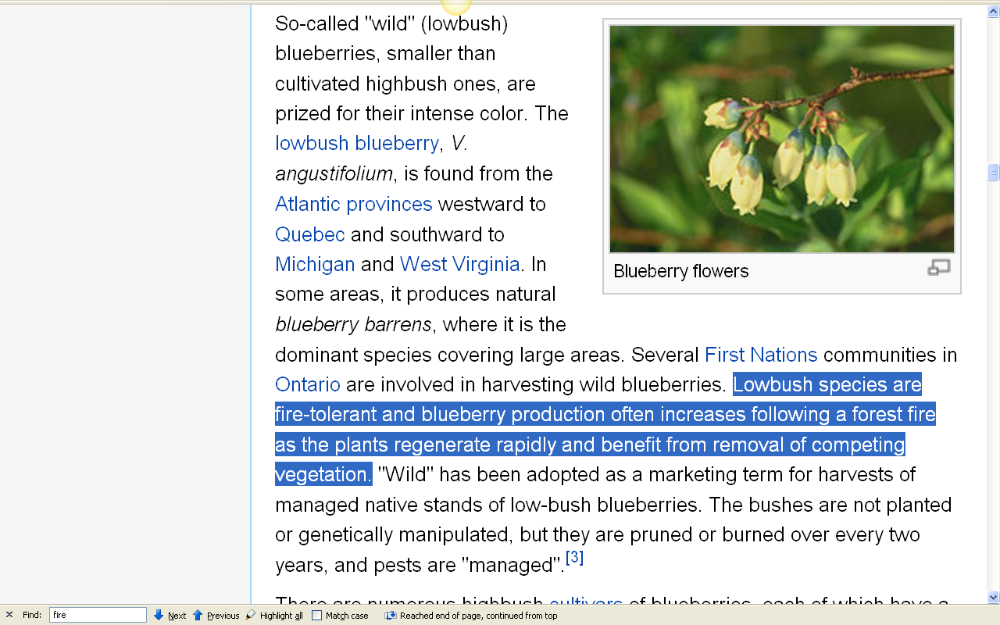 So-called "wild" (lowbush)
blueberries, smaller than
cultivated highbush ones, are
prized for their intense color. The
lowbush blueberry, V.
angustifolium, is found from the
Atlantic provinces westward to
Quebec and southward to
Michigan and West Virginia. In
some areas, it produces natural
blueberry barrens, where it is the
dominant species covering large areas. Several First Nations communities in
Ontario are involved in harvesting wild blueberries. Lowbush species are
fire-tolerant and blueberry production often increases following a forest fire
as the plants regenerate rapidly and benefit from removal of competing
vegetation. "Wild" has been adopted as a marketing term for harvests of
managed native stands of low-bush blueberries. The bushes are not planted
or genetically manipulated, but they are pruned or burned over every two
years, and pests are "managed".[3]
There are numerous highbush cultivars of blueberries, each of which have a
Blueberry flowers
Find: fire Next Previous Highlight all Match case Reached end of page, continued from top